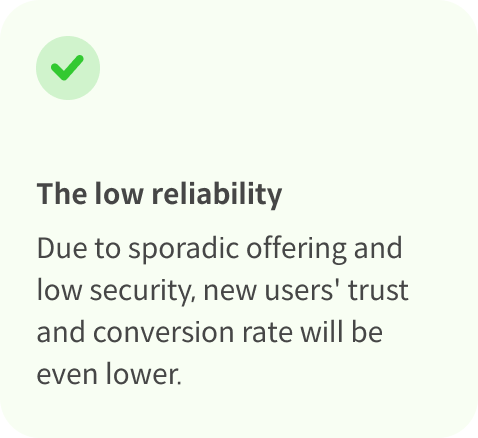 The low reliability
Due to sporadic offering and
low security, new users' trust
and conversion rate will be
even lower.